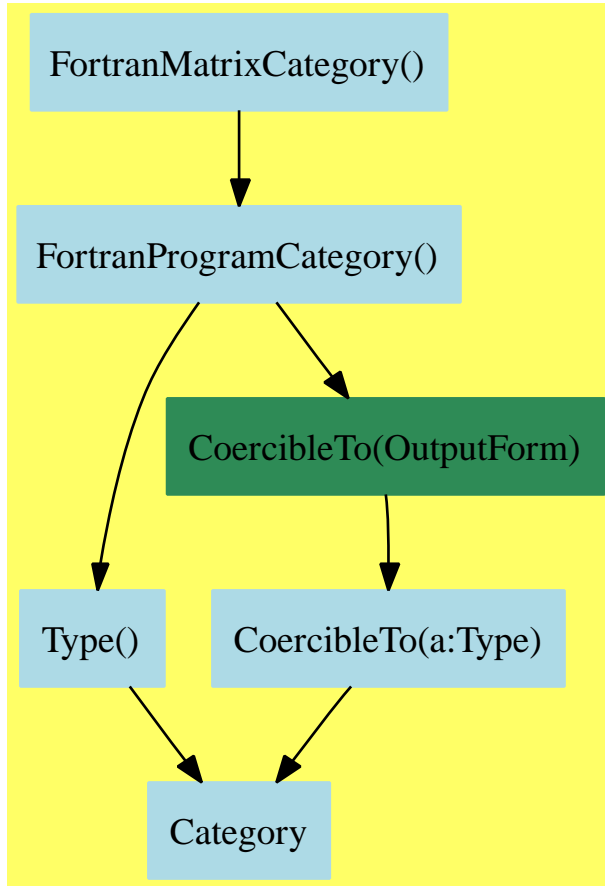 FortranMatrixCategory()
FortranProgramCategory()
CoercibleTo(OutputForm)
Type()
CoercibleTo(a:Type)
Category